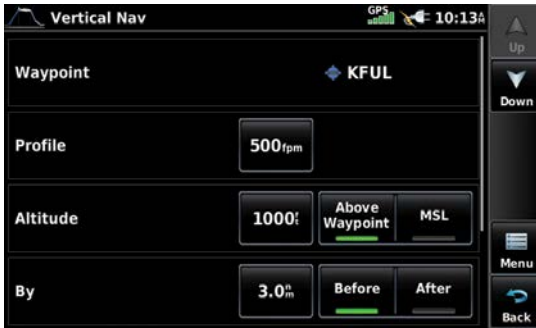 Vertical Nav
GPS
10:13A
Up
Waypoint
KFUL
Down
Profile
500fpm
Altitude
1000ft
Above
Waypoint
MSL
Menu
By
3.0nm
Before
After
Back